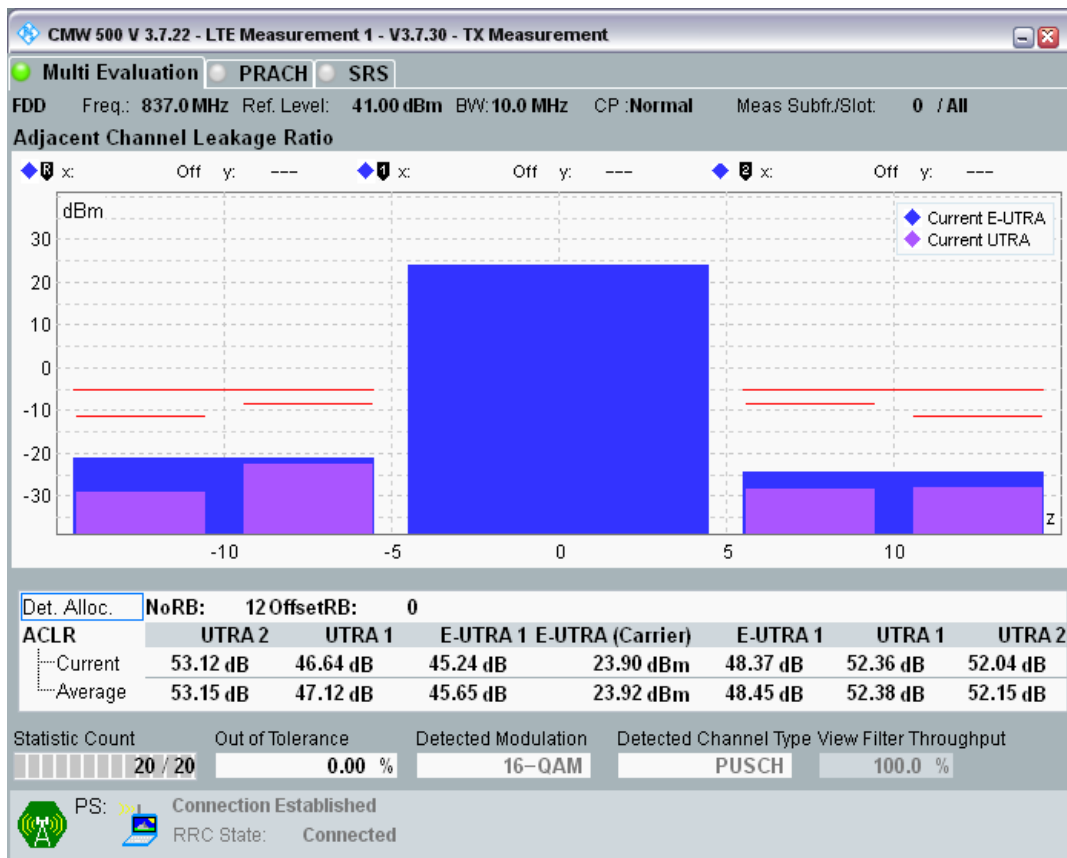 CMW 500 V 3.7.22 - LTE Measurement 1 - V3.7.30 - TX Measurement
Multi Evaluation PRACH SRS
FDD Freq.: 837.0 MHz Ref. Level: 41.00 dBm BW: 10.0 MHz CP :Normal Meas Subfr./Slot: 0 / All
Adjacent Channel Leakage Ratio
R x: Off y: --- 1 x: Off y: --- 2 x: Off y: ---
dBm
Current E-UTRA
Current UTRA
30
20
10
0
-10
-20
-30
z
-10 -5 0 5 10
Det. Alloc. NoRB: 12 OffsetRB: 0
ACLR UTRA 2 UTRA 1 E-UTRA 1 E-UTRA (Carrier) E-UTRA 1 UTRA 1 UTRA 2
Current 53.12 dB 46.64 dB 45.24 dB 23.90 dBm 48.37 dB 52.36 dB 52.04 dB
Average 53.15 dB 47.12 dB 45.65 dB 23.92 dBm 48.45 dB 52.38 dB 52.15 dB
Statistic Count Out of Tolerance Detected Modulation Detected Channel Type View Filter Throughput
20 / 20 0.00 % 16-QAM PUSCH 100.0 %
PS: Connection Established
RRC State: Connected